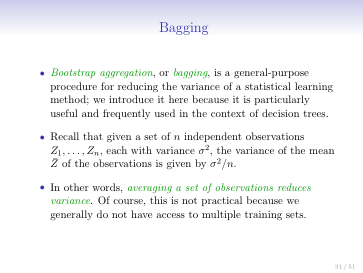 Bagging
• Bootstrap aggregation, or bagging, is a general-purpose
procedure for reducing the variance of a statistical learning
method; we introduce it here because it is particularly
useful and frequently used in the context of decision trees.
• Recall that given a set of n independent observations
Z₁, . . . , Zₙ, each with variance σ², the variance of the mean
Z̄ of the observations is given by σ²/n.
• In other words, averaging a set of observations reduces
variance. Of course, this is not practical because we
generally do not have access to multiple training sets.
31 / 51